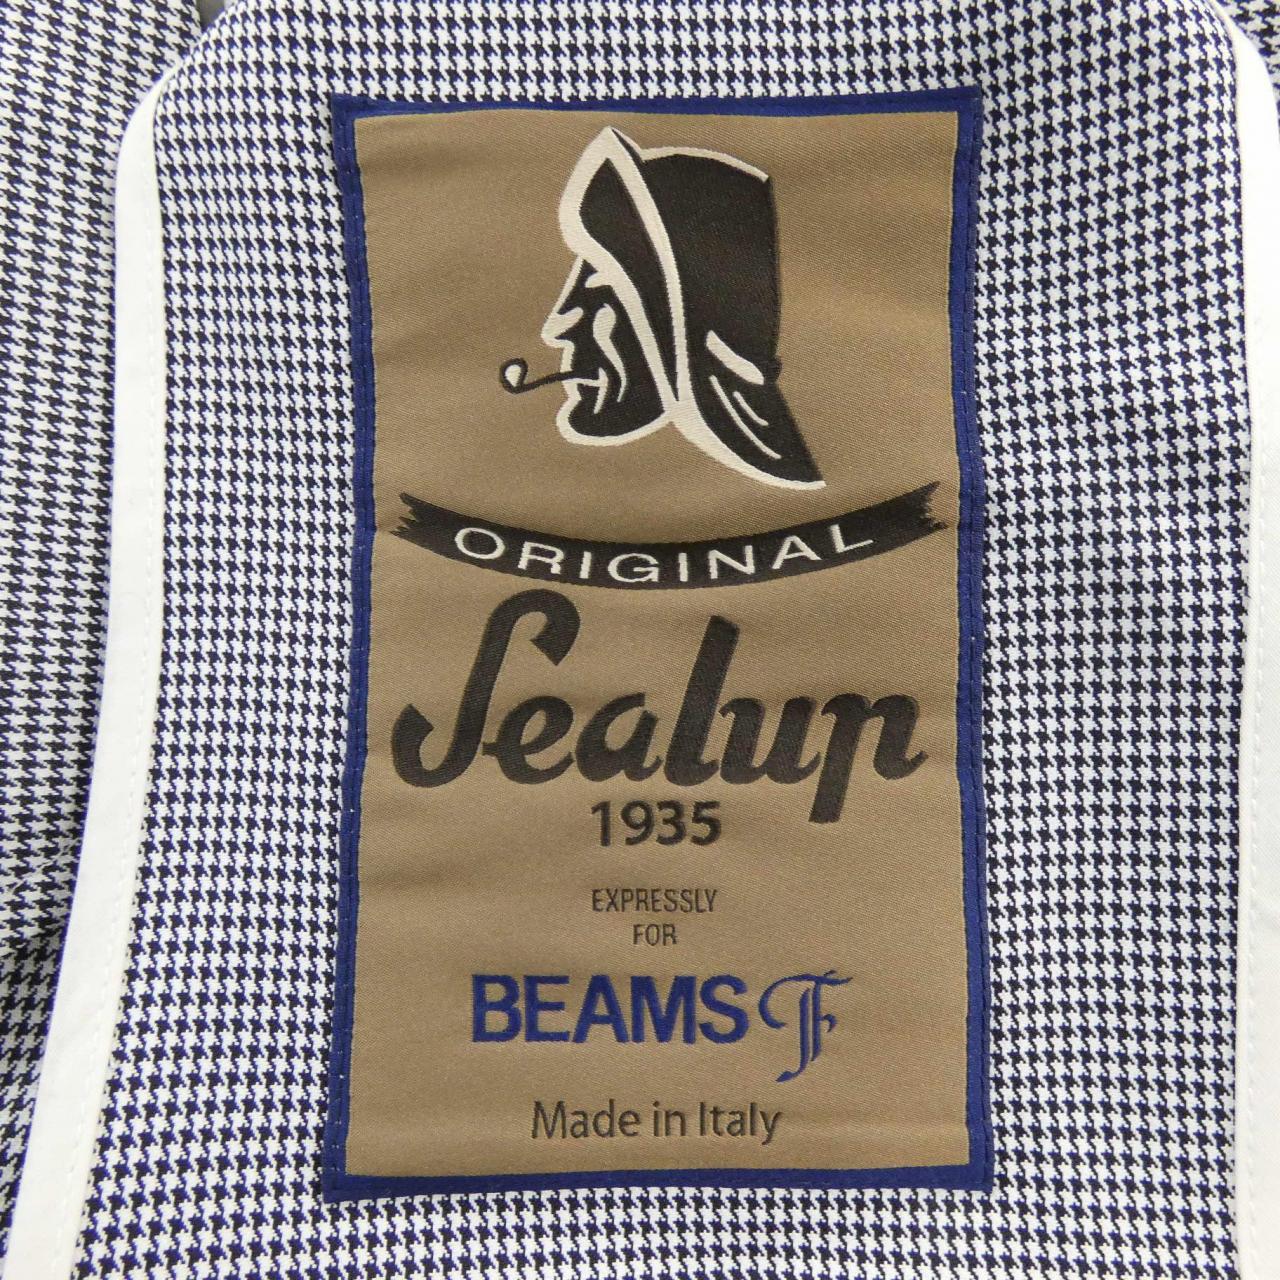 ORIGINAL
Sealup
1935
EXPRESSLY
FOR
BEAMS F
Made in Italy